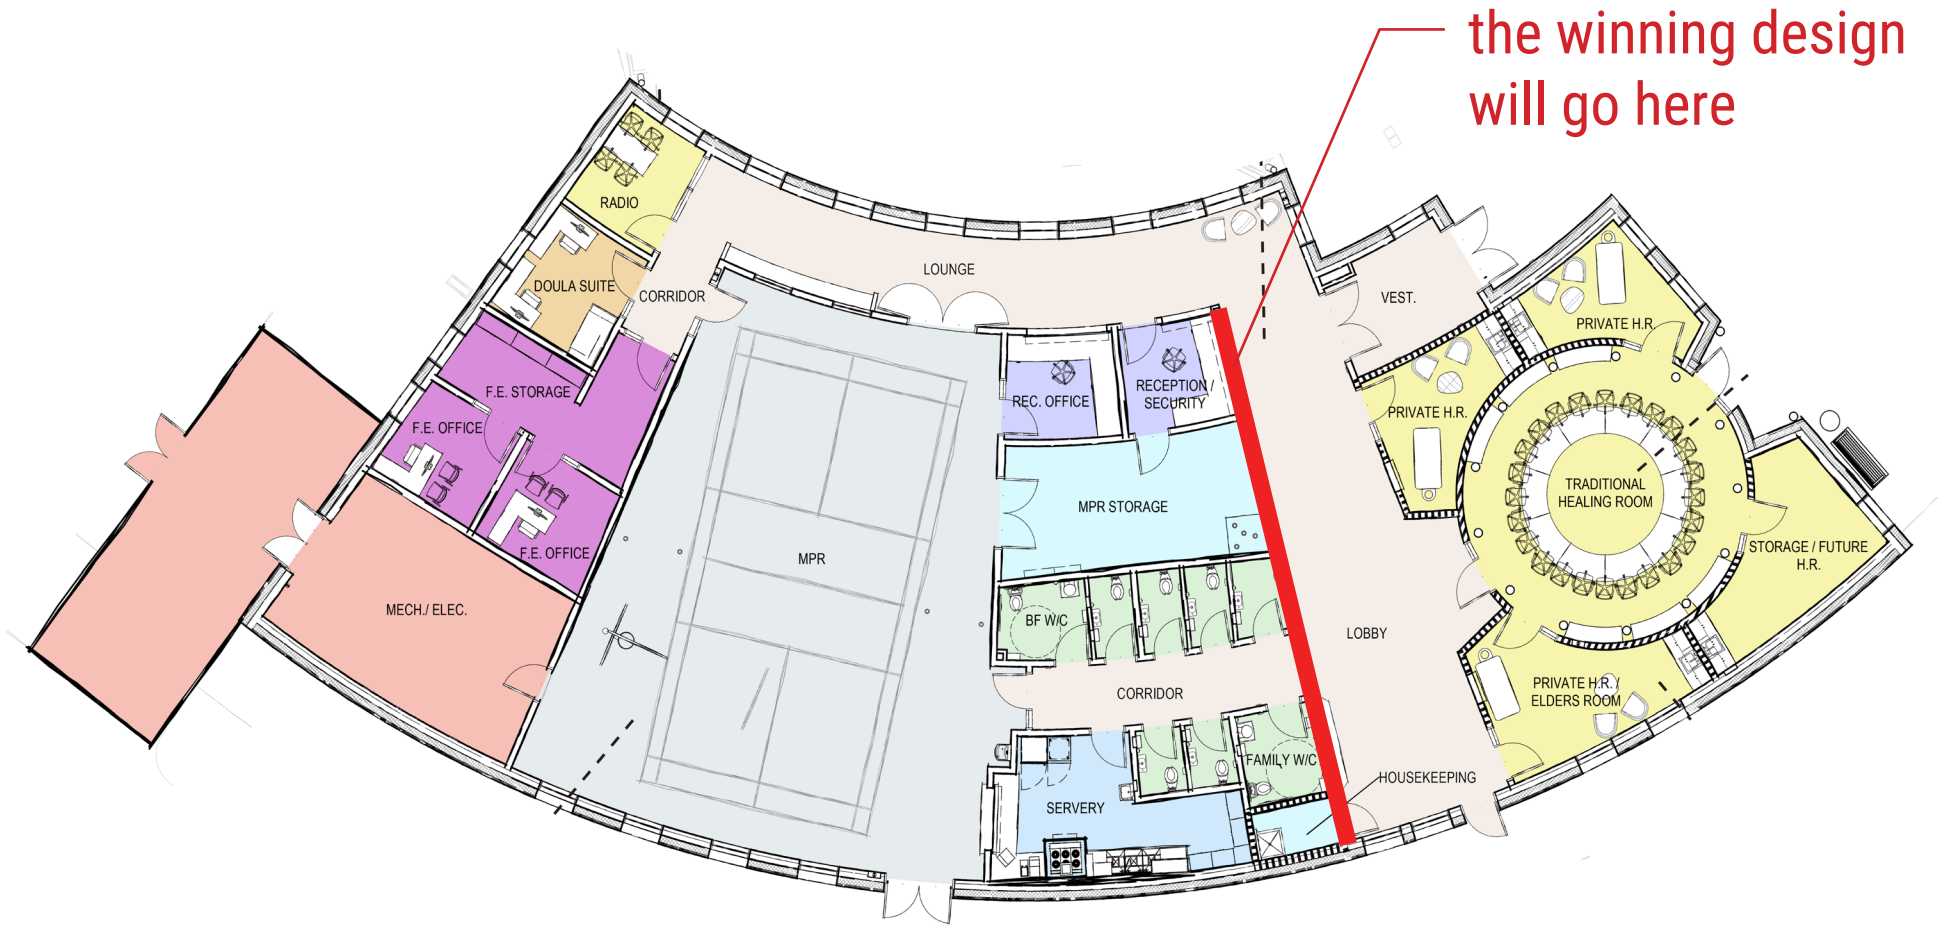 the winning design
will go here
RADIO
DOULA SUITE
CORRIDOR
LOUNGE
VEST.
PRIVATE H.R.
PRIVATE H.R.
F.E. STORAGE
F.E. OFFICE
F.E. OFFICE
REC. OFFICE
RECEPTION /
SECURITY
MPR STORAGE
MPR
MECH./ ELEC.
TRADITIONAL
HEALING ROOM
STORAGE / FUTURE
H.R.
BF W/C
LOBBY
CORRIDOR
PRIVATE H.R. /
ELDERS ROOM
FAMILY W/C
HOUSEKEEPING
SERVERY